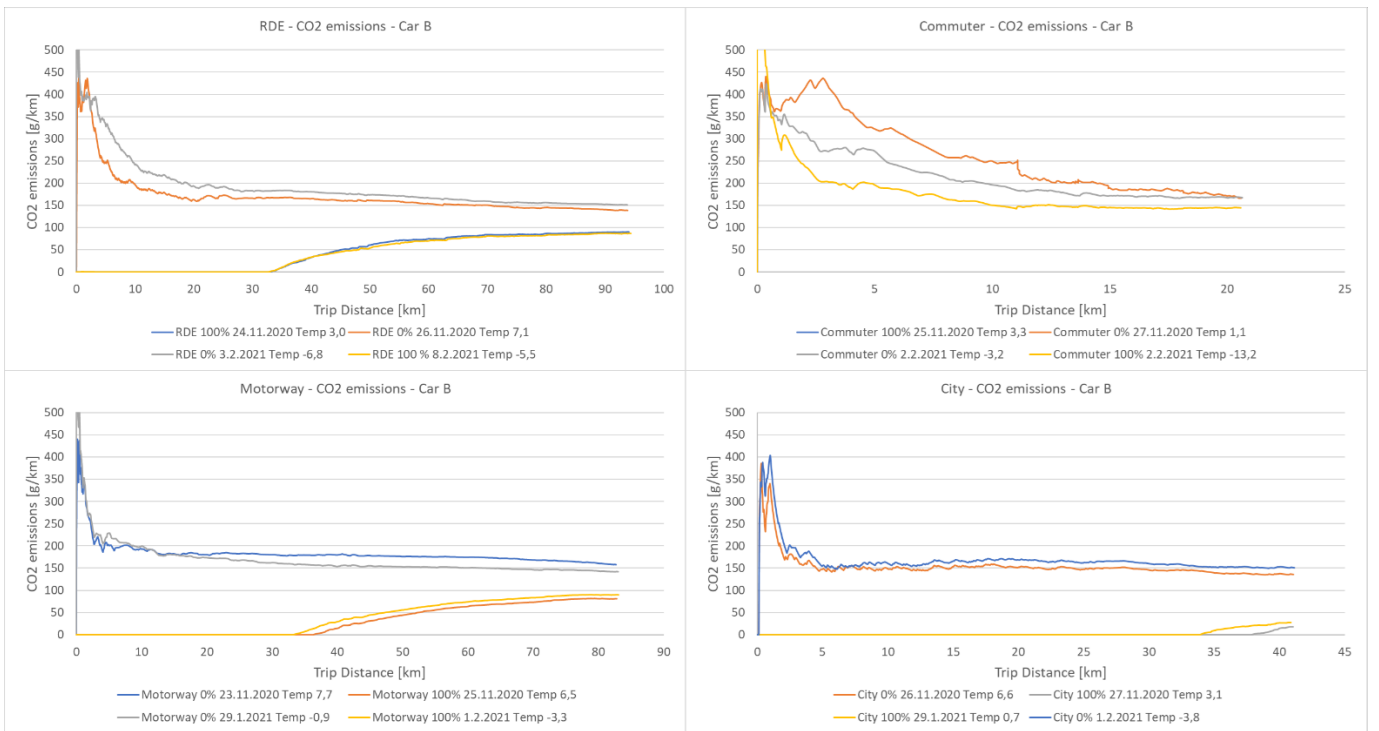 RDE - CO2 emissions - Car B
CO2 emissions [g/km]
500
450
400
350
300
250
200
150
100
50
0
0 10 20 30 40 50 60 70 80 90 100
Trip Distance [km]
RDE 100% 24.11.2020 Temp 3,0 RDE 0% 26.11.2020 Temp 7,1
RDE 0% 3.2.2021 Temp -6,8 RDE 100 % 8.2.2021 Temp -5,5
Commuter - CO2 emissions - Car B
CO2 emissions [g/km]
500
450
400
350
300
250
200
150
100
50
0
0 5 10 15 20 25
Trip Distance [km]
Commuter 100% 25.11.2020 Temp 3,3 Commuter 0% 27.11.2020 Temp 1,1
Commuter 0% 2.2.2021 Temp -3,2 Commuter 100% 2.2.2021 Temp -13,2
Motorway - CO2 emissions - Car B
CO2 emissions [g/km]
500
450
400
350
300
250
200
150
100
50
0
0 10 20 30 40 50 60 70 80 90
Trip Distance [km]
Motorway 0% 23.11.2020 Temp 7,7 Motorway 100% 25.11.2020 Temp 6,5
Motorway 0% 29.1.2021 Temp -0,9 Motorway 100% 1.2.2021 Temp -3,3
City - CO2 emissions - Car B
CO2 emissions [g/km]
500
450
400
350
300
250
200
150
100
50
0
0 5 10 15 20 25 30 35 40 45
Trip Distance [km]
City 0% 26.11.2020 Temp 6,6 City 100% 27.11.2020 Temp 3,1
City 100% 29.1.2021 Temp 0,7 City 0% 1.2.2021 Temp -3,8